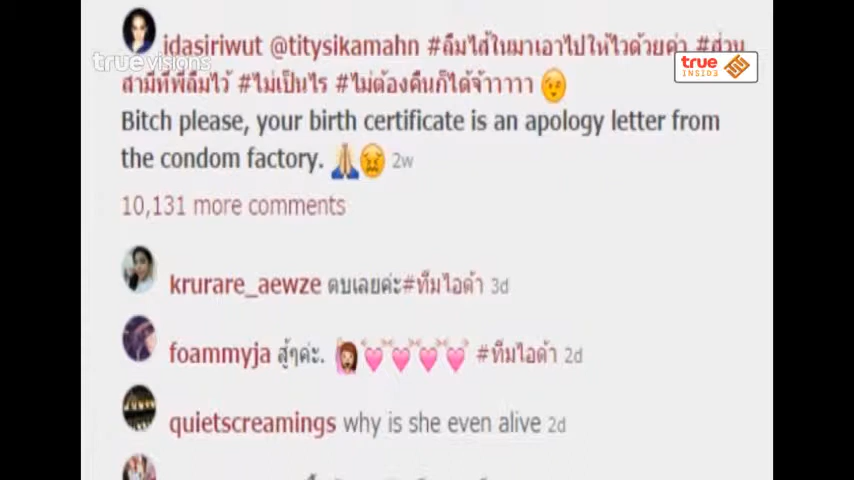 idasiriwut @titysikamahn #ลืมไส้ในมาเอาไปให้ไวด้วยค่า #ส่วน
true visions
true
INSIDE
สามีที่พี่ลืมไว้ #ไม่เป็นไร #ไม่ต้องคืนก็ได้จ้าาาาา 😉
Bitch please, your birth certificate is an apology letter from
the condom factory. 🙏😖 2w
10,131 more comments
krurare_aewze ตบเลยค่ะ#ทีมไอด้า 3d
foammyja สู้ๆค่ะ. 🙋💓💓💓💓 #ทีมไอด้า 2d
quietscreamings why is she even alive 2d